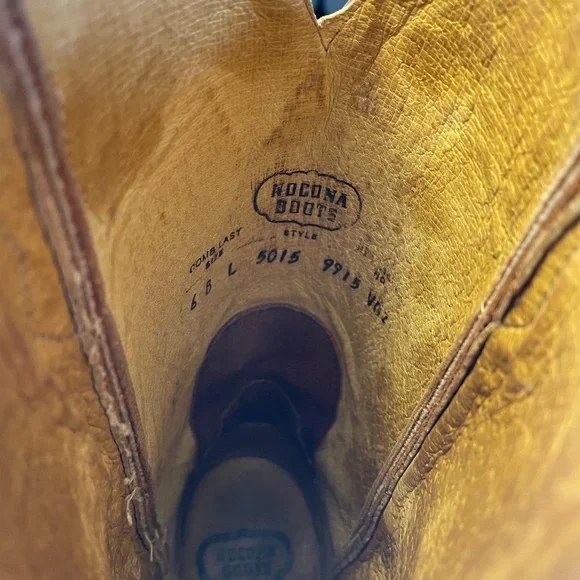 NOCONA
BOOTS
STYLE
COMB LAST
SIZE
6 B L 5015 9915
NOCONA
BOOTS